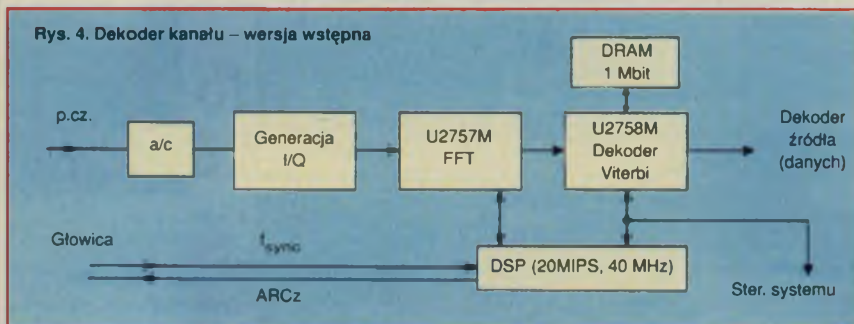 Rys. 4. Dekoder kanału – wersja wstępna
DRAM
1 Mbit
p.cz.
a/c
Generacja
I/Q
U2757M
FFT
U2758M
Dekoder
Viterbi
Dekoder
źródła
(danych)
Głowica
fsync
ARCz
DSP (20MIPS, 40 MHz)
Ster. systemu